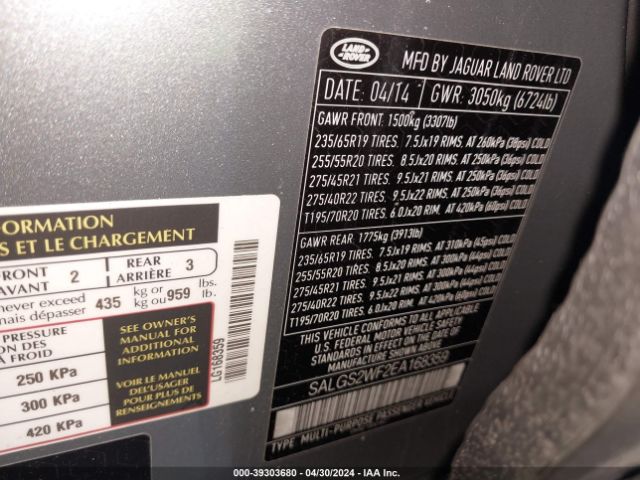 LAND ROVER
MFD BY JAGUAR LAND ROVER LTD
DATE: 04/14 GWR: 3050kg (6724lb)
GAWR FRONT: 1500kg (3307lb)
235/65R19 TIRES. 7.5Jx19 RIMS. AT 260kPa (38psi) COLD
255/55R20 TIRES. 8.5Jx20 RIMS. AT 250kPa (36psi) COLD
275/45R21 TIRES. 9.5Jx21 RIMS. AT 250kPa (36psi) COLD
275/40R22 TIRES. 9.5Jx22 RIMS. AT 250kPa (36psi) COLD
T195/70R20 TIRES. 6.0Jx20 RIM. AT 420kPa (60psi) COLD
GAWR REAR: 1775kg (3913lb)
235/65R19 TIRES. 7.5Jx19 RIMS. AT 310kPa (45psi) COLD
255/55R20 TIRES. 8.5Jx20 RIMS. AT 300kPa (44psi) COLD
275/45R21 TIRES. 9.5Jx21 RIMS. AT 300kPa (44psi) COLD
275/40R22 TIRES. 9.5Jx22 RIMS. AT 300kPa (44psi) COLD
T195/70R20 TIRES. 6.0Jx20 RIM. AT 420kPa (60psi) COLD
THIS VEHICLE CONFORMS TO ALL APPLICABLE
FEDERAL MOTOR VEHICLE SAFETY, BUMPER AND THEFT
PREVENTION STANDARDS IN EFFECT ON THE DATE OF
MANUFACTURE SHOWN ABOVE
SALGS2WF2EA168359
TYPE: MULTI-PURPOSE PASSENGER VEHICLE
FORMATION
S ET LE CHARGEMENT
FRONT 2 REAR 3
AVANT ARRIÈRE
never exceed 435 kg or 959 lbs.
mais dépasser kg ou lb.
PRESSURE
ION DES
À FROID
250 KPa
300 KPa
420 KPa
SEE OWNER'S
MANUAL FOR
ADDITIONAL
INFORMATION
VOIR LE MANUEL
DE L'USAGER
POUR PLUS DE
RENSEIGNEMENTS
LG168359
000-39303680 - 04/30/2024 - IAA Inc.